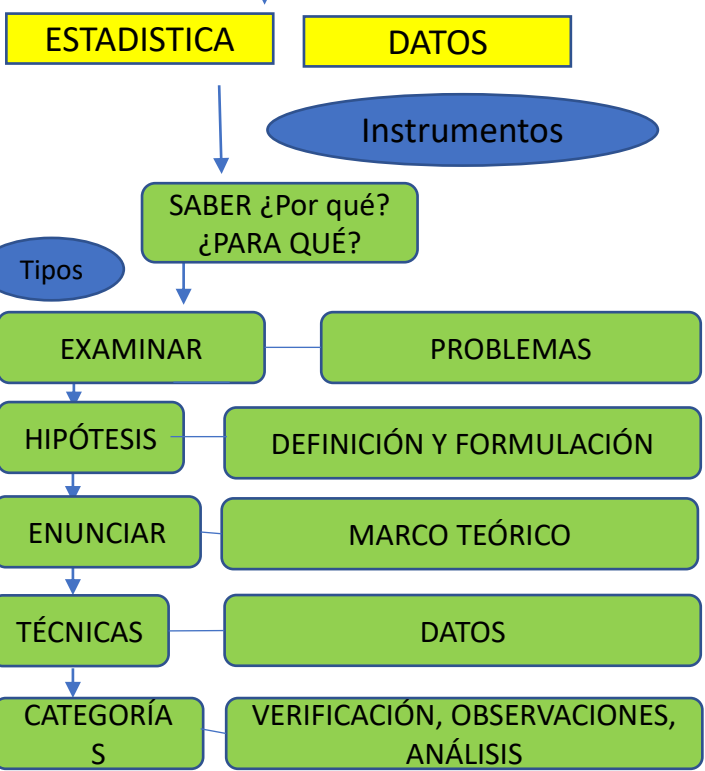 ESTADISTICA
DATOS
Instrumentos
SABER ¿Por qué?
¿PARA QUÉ?
Tipos
EXAMINAR
PROBLEMAS
HIPÓTESIS
DEFINICIÓN Y FORMULACIÓN
ENUNCIAR
MARCO TEÓRICO
TÉCNICAS
DATOS
CATEGORÍA
S
VERIFICACIÓN, OBSERVACIONES,
ANÁLISIS